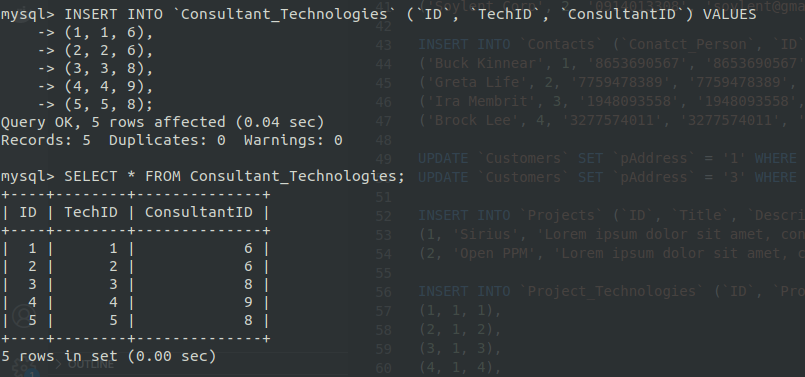 mysql> INSERT INTO `Consultant_Technologies` (`ID`, `TechID`, `ConsultantID`) VALUES
-> (1, 1, 6),
-> (2, 2, 6),
-> (3, 3, 8),
-> (4, 4, 9),
-> (5, 5, 8);
Query OK, 5 rows affected (0.04 sec)
Records: 5  Duplicates: 0  Warnings: 0
mysql> SELECT * FROM Consultant_Technologies;
+----+--------+--------------+
| ID | TechID | ConsultantID |
+----+--------+--------------+
|  1 |      1 |            6 |
|  2 |      2 |            6 |
|  3 |      3 |            8 |
|  4 |      4 |            9 |
|  5 |      5 |            8 |
+----+--------+--------------+
5 rows in set (0.00 sec)
OUTLINE
42
43 INSERT INTO `Contacts` (`Conatct_Person`, `ID`
44 ('Buck Kinnear', 1, '8653690567', '8653690567'
45 ('Greta Life', 2, '7759478389', '7759478389',
46 ('Ira Membrit', 3, '1948093558', '1948093558',
47 ('Brock Lee', 4, '3277574011', '3277574011',
48
49 UPDATE `Customers` SET `pAddress` = '1' WHERE
50 UPDATE `Customers` SET `pAddress` = '3' WHERE
51
52 INSERT INTO `Projects` (`ID`, `Title`, `Descri
53 (1, 'Sirius', 'Lorem ipsum dolor sit amet, con
54 (2, 'Open PPM', 'Lorem ipsum dolor sit amet, c
55
56 INSERT INTO `Project_Technologies` (`ID`, `Pro
57 (1, 1, 1),
58 (2, 1, 2),
59 (3, 1, 3),
60 (4, 1, 4),